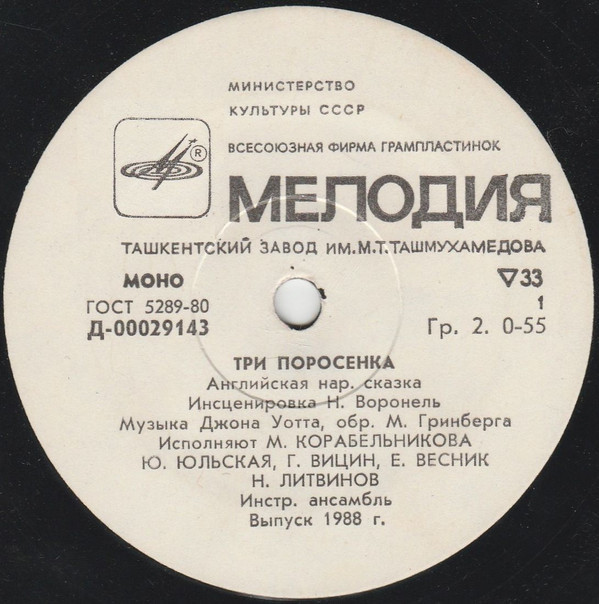 МИНИСТЕРСТВО
КУЛЬТУРЫ СССР
ВСЕСОЮЗНАЯ ФИРМА ГРАМПЛАСТИНОК
®
МЕЛОДИЯ
ТАШКЕНТСКИЙ ЗАВОД ИМ.М.Т.ТАШМУХАМЕДОВА
МОНО ▽33
ГОСТ 5289-80 1
Д-00029143 Гр. 2. 0-55
ТРИ ПОРОСЕНКА
Английская нар. сказка
Инсценировка Н. Воронель
Музыка Джона Уотта, обр. М. Гринберга
Исполняют М. КОРАБЕЛЬНИКОВА
Ю. ЮЛЬСКАЯ, Г. ВИЦИН, Е. ВЕСНИК
Н. ЛИТВИНОВ
Инстр. ансамбль
Выпуск 1988 г.